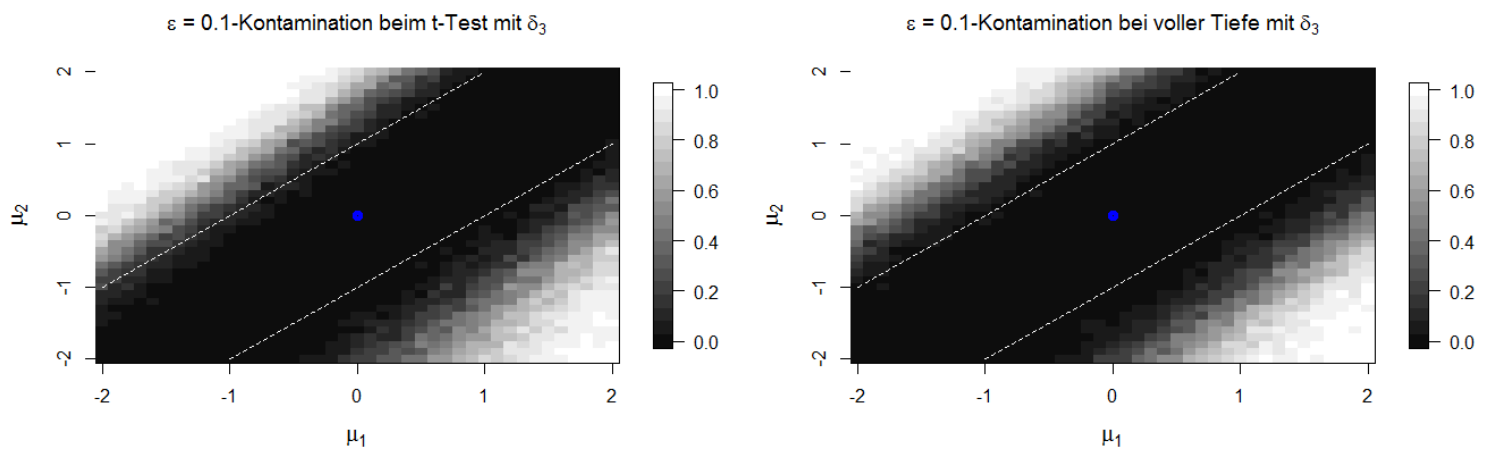 ε = 0.1-Kontamination beim t-Test mit δ₃
2
1
0
-1
-2
-2 -1 0 1 2
μ₂
μ₁
1.0
0.8
0.6
0.4
0.2
0.0
ε = 0.1-Kontamination bei voller Tiefe mit δ₃
2
1
0
-1
-2
-2 -1 0 1 2
μ₂
μ₁
1.0
0.8
0.6
0.4
0.2
0.0